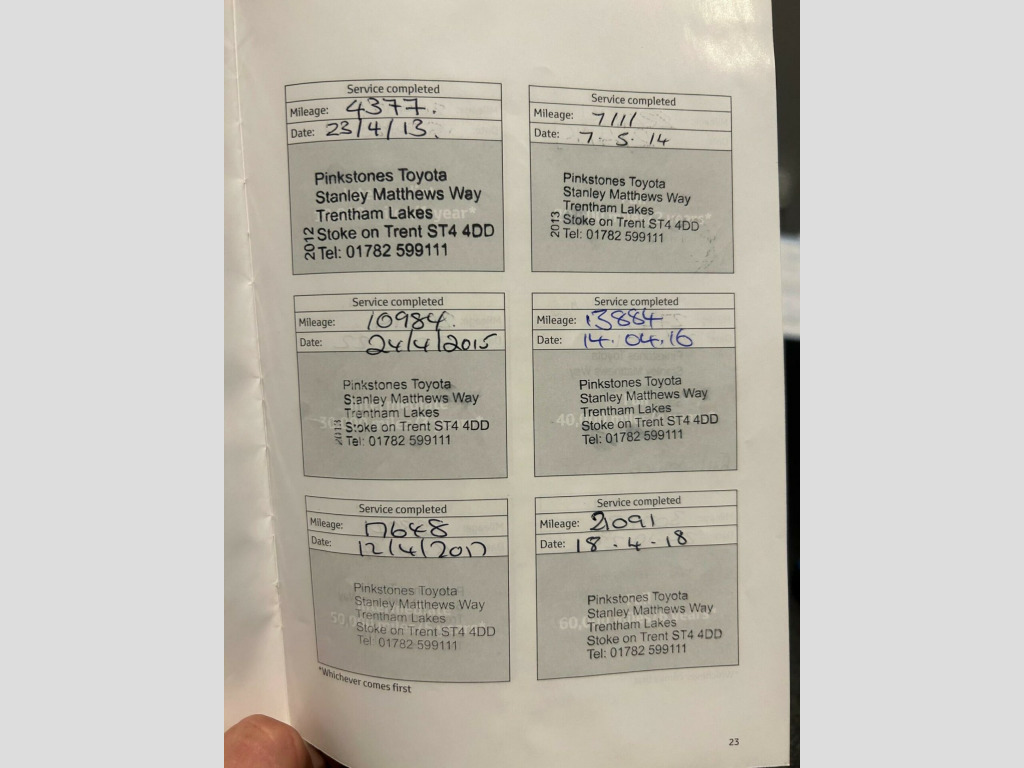 Service completed
Mileage: 4377.
Date: 23/4/13.
Pinkstones Toyota
Stanley Matthews Way
Trentham Lakes
year*
Stoke on Trent ST4 4DD
Tel: 01782 599111
2012
Service completed
Mileage: 7111
Date: 7. 5. 14
Pinkstones Toyota
Stanley Matthews Way
Trentham Lakes
years*
Stoke on Trent ST4 4DD
Tel: 01782 599111
2013
Service completed
Mileage: 10984.
Date: 24/4/2015
Pinkstones Toyota
Stanley Matthews Way
Trentham Lakes
Stoke on Trent ST4 4DD
Tel: 01782 599111
Service completed
Mileage: 13884
Date: 14.04.16
Pinkstones Toyota
Stanley Matthews Way
Trentham Lakes
Stoke on Trent ST4 4DD
Tel: 01782 599111
Service completed
Mileage: 17648
Date: 12/4/2017
Pinkstones Toyota
Stanley Matthews Way
Trentham Lakes
Stoke on Trent ST4 4DD
Tel: 01782 599111
Service completed
Mileage: 21091
Date: 18.4.18
Pinkstones Toyota
Stanley Matthews Way
Trentham Lakes
Stoke on Trent ST4 4DD
Tel: 01782 599111
*Whichever comes first
23